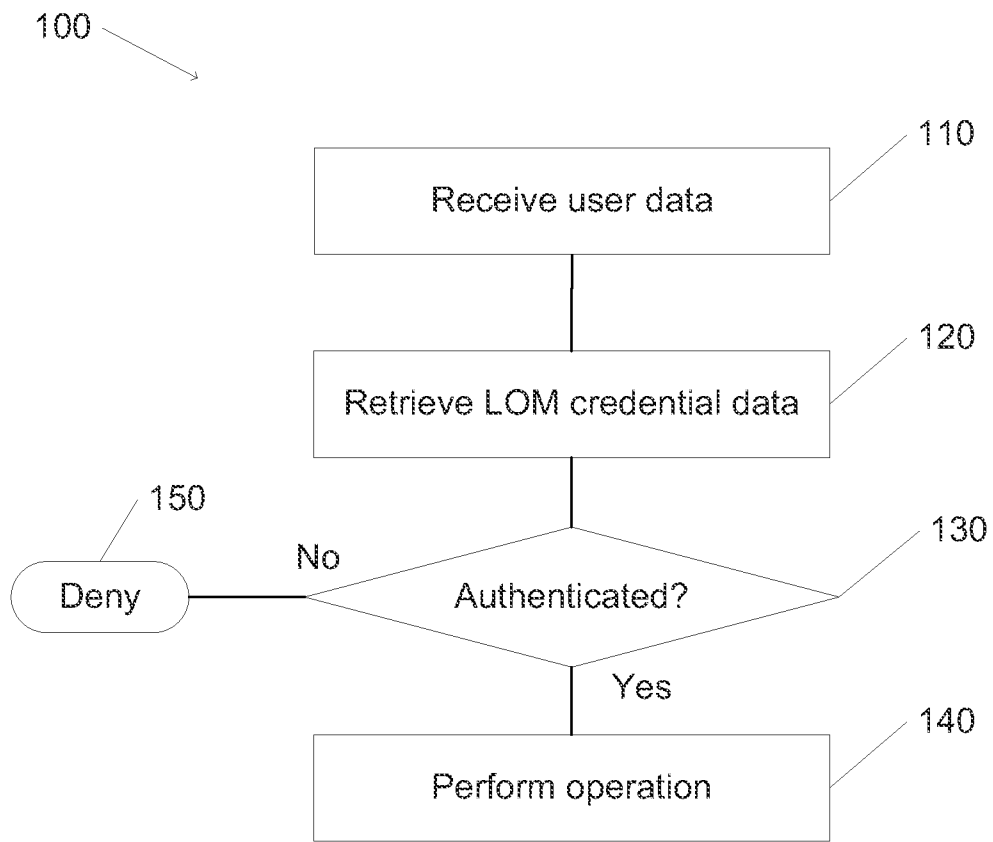 100
110
Receive user data
120
Retrieve LOM credential data
150
130
No
Deny
Authenticated?
Yes
140
Perform operation